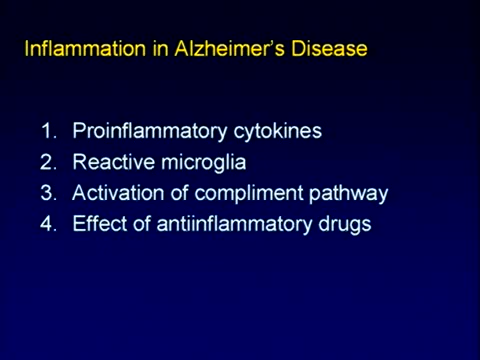 Inflammation in Alzheimer's Disease
1. Proinflammatory cytokines
2. Reactive microglia
3. Activation of compliment pathway
4. Effect of antiinflammatory drugs